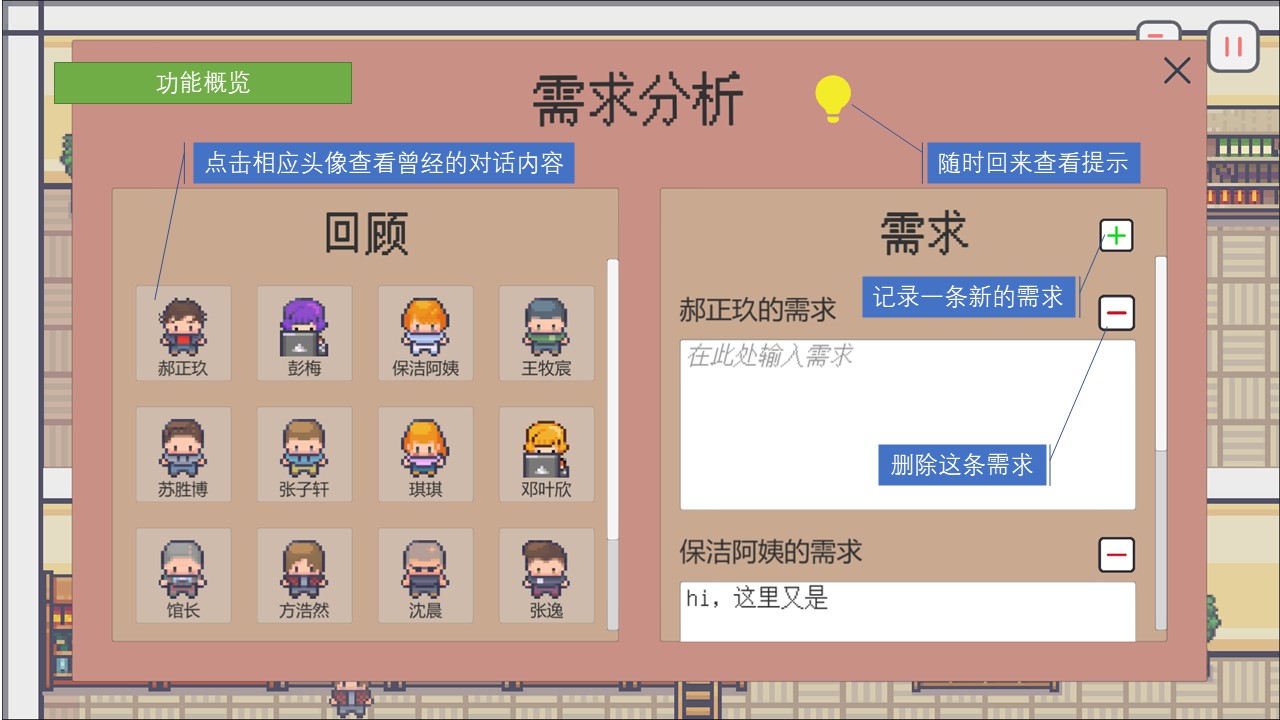 功能概览
需求分析
点击相应头像查看曾经的对话内容
随时回来查看提示
回顾
郝正玖
彭梅
保洁阿姨
王牧宸
苏胜博
张子轩
琪琪
邓叶欣
馆长
方浩然
沈晨
张逸
需求
记录一条新的需求
郝正玖的需求
在此处输入需求
删除这条需求
保洁阿姨的需求
hi，这里又是